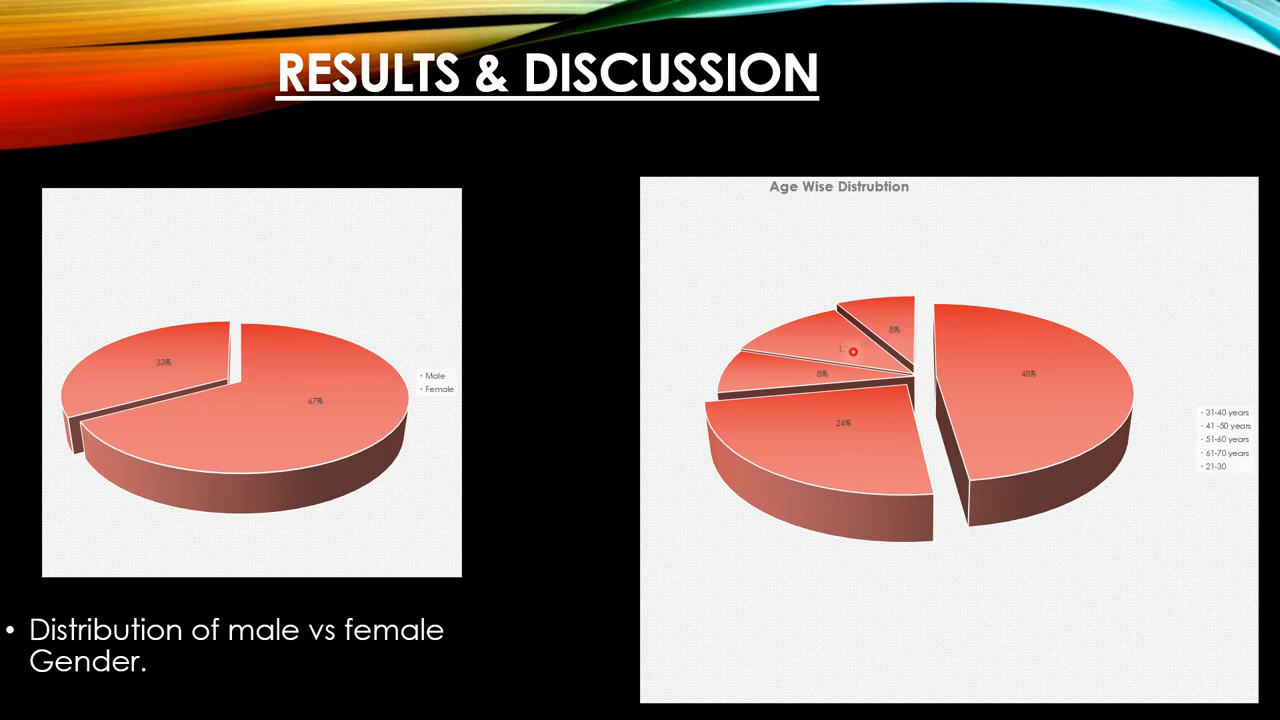 RESULTS & DISCUSSION
33%
67%
· Male
· Female
• Distribution of male vs female
Gender.
Age Wise Distrubtion
8%
8%
48%
24%
· 31-40 years
· 41 -50 years
· 51-60 years
· 61-70 years
· 21-30